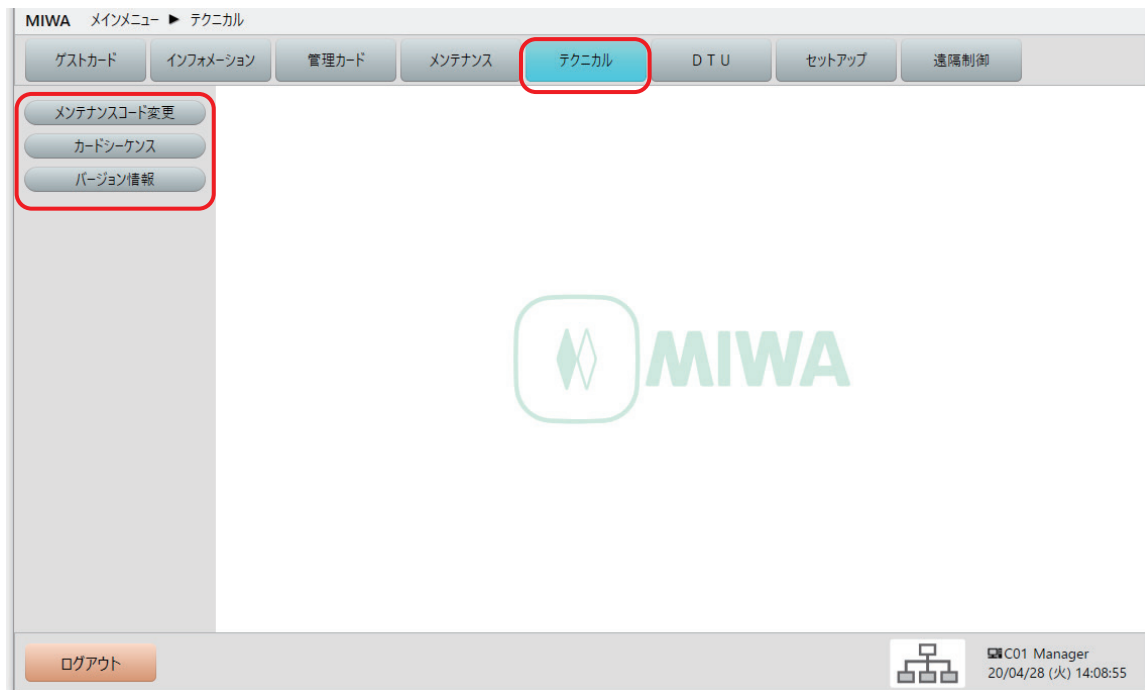 MIWA メインメニュー ▶ テクニカル
ゲストカード インフォメーション 管理カード メンテナンス テクニカル DTU セットアップ 遠隔制御
メンテナンスコード変更
カードシーケンス
バージョン情報
MIWA
ログアウト
C01 Manager
20/04/28 (火) 14:08:55